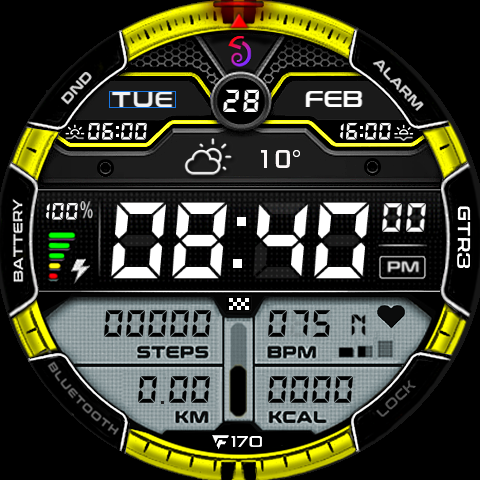 DND
ALARM
TUE 28 FEB
06:00 16:00
10°
100%
08:40 00
PM
BATTERY
GTR3
00000 075 N
STEPS BPM
0.00 0000
KM KCAL
BLUETOOTH
LOCK
F170